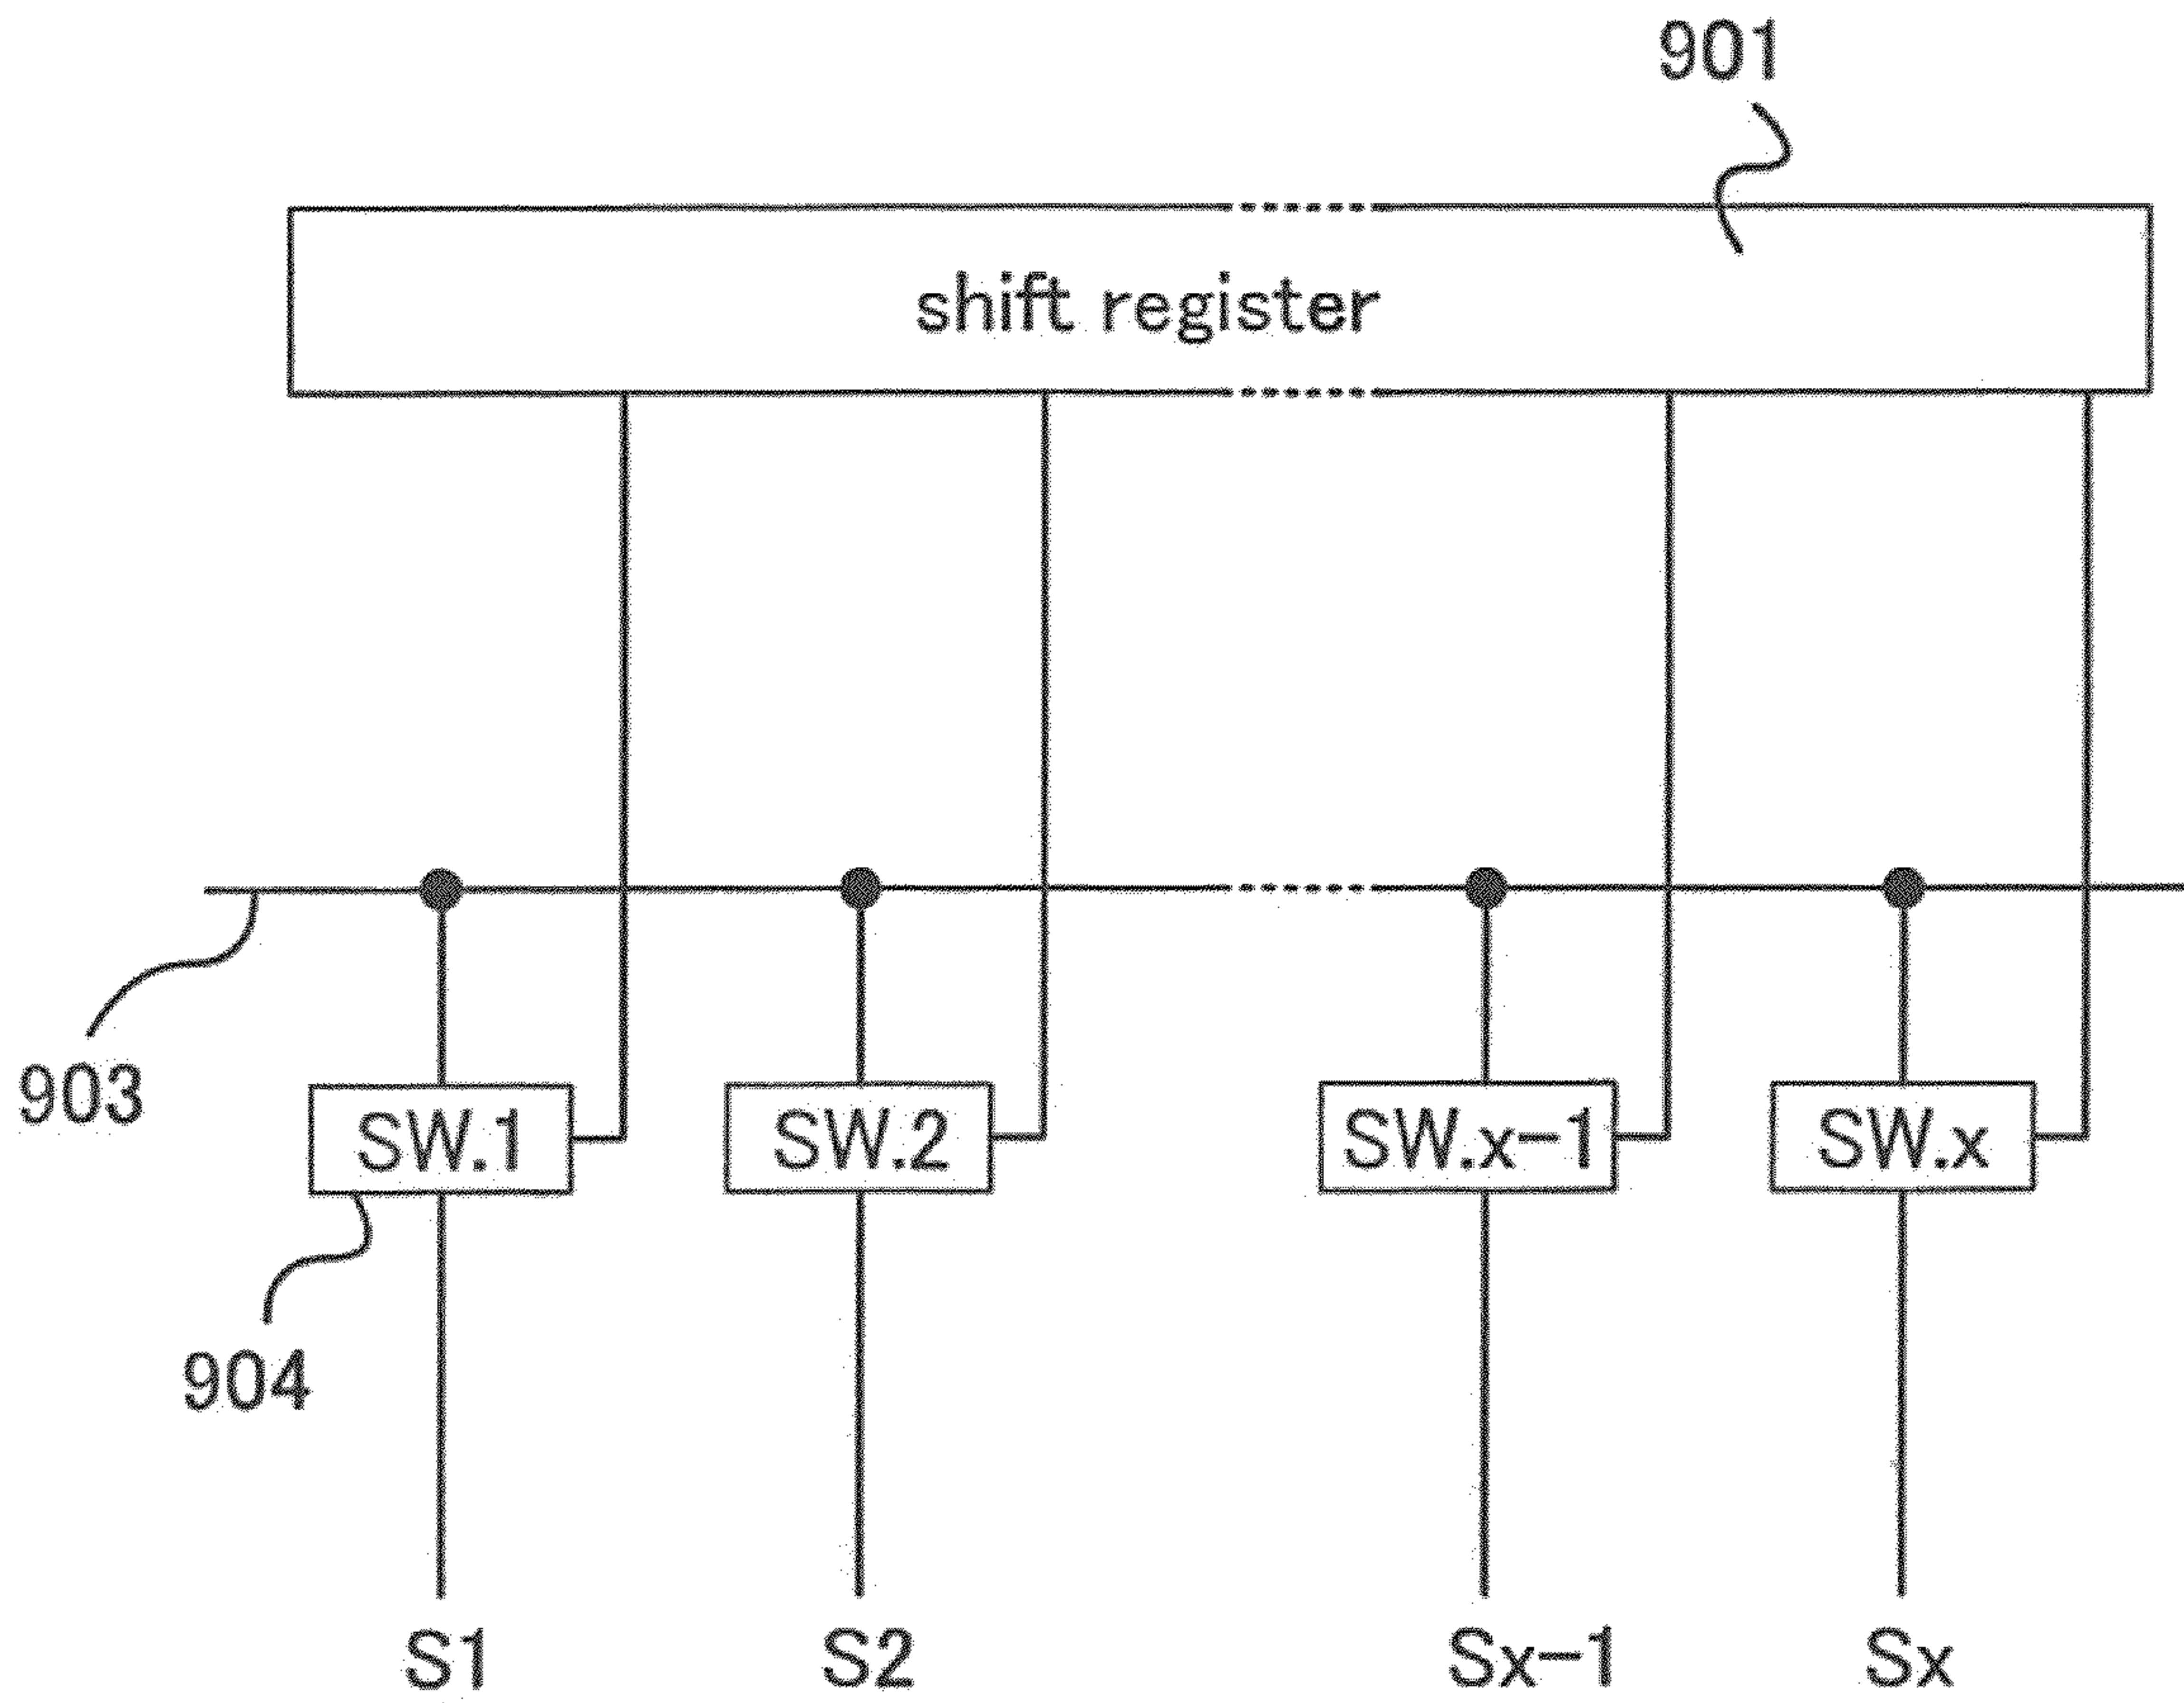 901
shift register
903
SW.1
SW.2
SW.x-1
SW.x
904
S1
S2
Sx-1
Sx